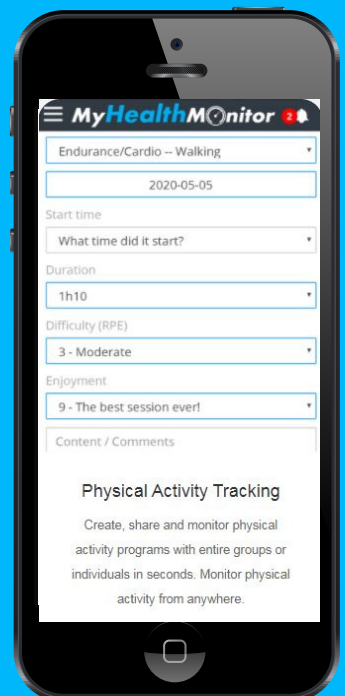 MyHealthMonitor 2
Endurance/Cardio -- Walking
2020-05-05
Start time
What time did it start?
Duration
1h10
Difficulty (RPE)
3 - Moderate
Enjoyment
9 - The best session ever!
Content / Comments
Physical Activity Tracking
Create, share and monitor physical
activity programs with entire groups or
individuals in seconds. Monitor physical
activity from anywhere.